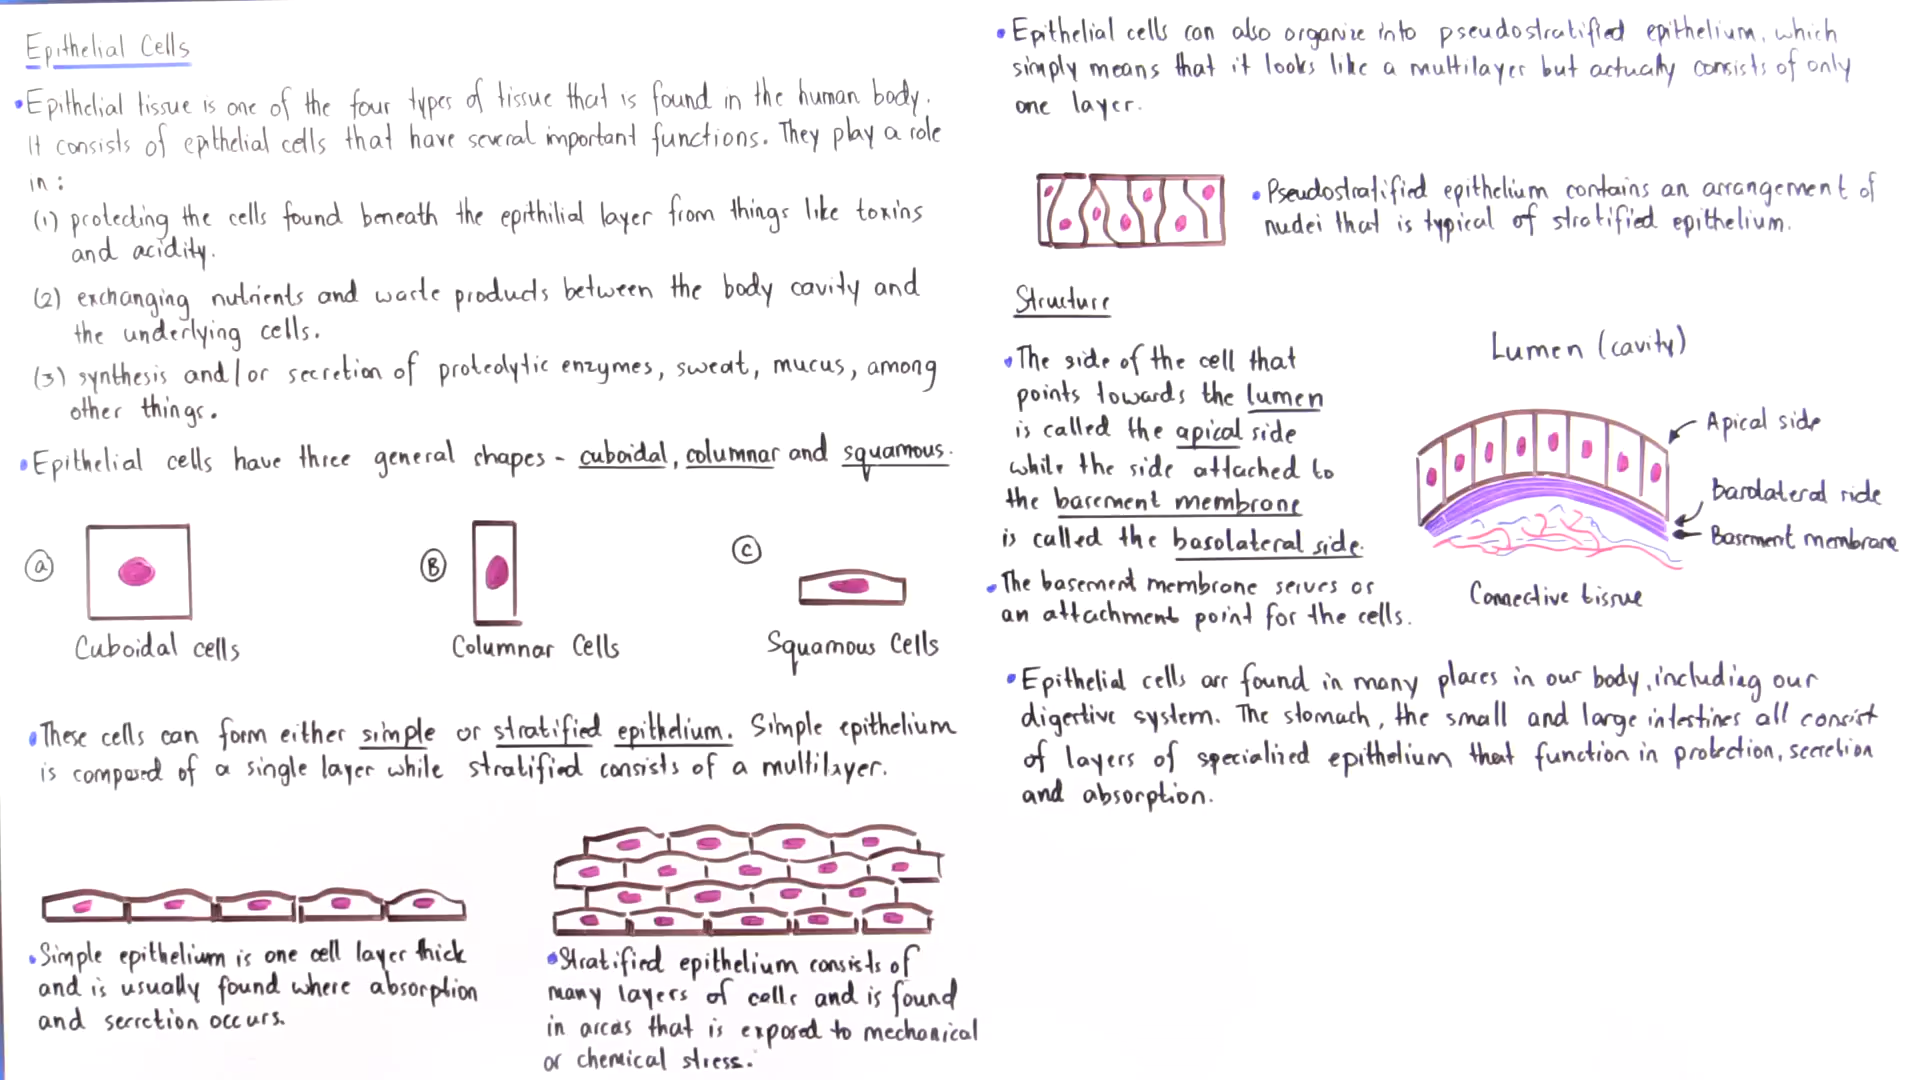 Epithelial Cells
•Epithelial tissue is one of the four types of tissue that is found in the human body.
It consists of epithelial cells that have several important functions. They play a role
in:
(1) protecting the cells found beneath the epithilial layer from things like toxins
and acidity.
(2) exchanging nutrients and waste products between the body cavity and
the underlying cells.
(3) synthesis and/or secretion of proteolytic enzymes, sweat, mucus, among
other things.
•Epithelial cells have three general shapes - cuboidal, columnar and squamous.
a
B
C
Cuboidal cells
Columnar Cells
Squamous Cells
•These cells can form either simple or stratified epithelium. Simple epithelium
is composed of a single layer while stratified consists of a multilayer.
•Simple epithelium is one cell layer thick
and is usually found where absorption
and secretion occurs.
•Stratified epithelium consists of
many layers of cells and is found
in areas that is exposed to mechanical
or chemical stress.
•Epithelial cells can also organize into pseudostratified epithelium, which
simply means that it looks like a multilayer but actually consists of only
one layer.
•Pseudostratified epithelium contains an arrangement of
nuclei that is typical of stratified epithelium.
Structure
•The side of the cell that
points towards the lumen
is called the apical side
while the side attached to
the basement membrane
is called the basolateral side.
•The basement membrane serves as
an attachment point for the cells.
Lumen (cavity)
Apical side
Basolateral side
Basement membrane
Connective tissue
•Epithelial cells are found in many places in our body, including our
digestive system. The stomach, the small and large intestines all consist
of layers of specialized epithelium that function in protection, secretion
and absorption.